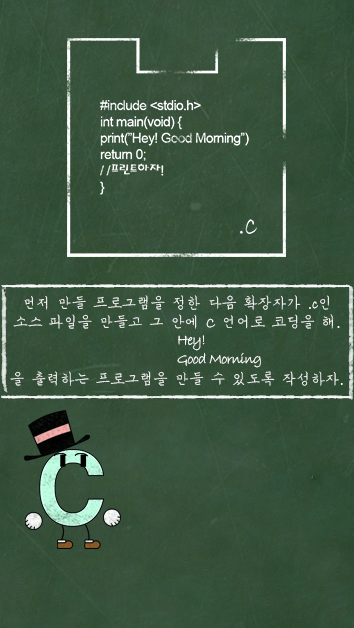 #include <stdio.h>
int main(void) {
print("Hey! Good Morning")
return 0;
//프린트하자!
}
.c
먼저 만들 프로그램을 정한 다음 확장자가 .c인
소스 파일을 만들고 그 안에 c 언어로 코딩을 해.
Hey!
Good Morning
을 출력하는 프로그램을 만들 수 있도록 작성하자.
C